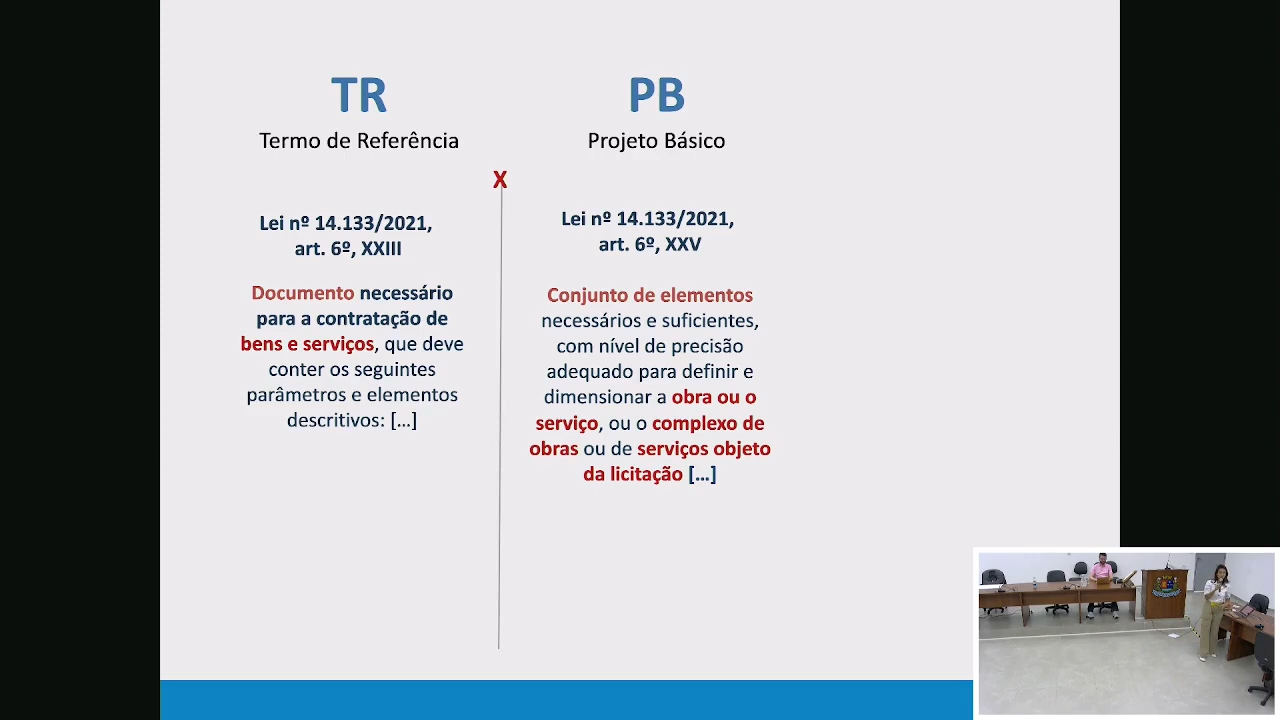 TR
Termo de Referência
Lei nº 14.133/2021,
art. 6º, XXIII
Documento necessário
para a contratação de
bens e serviços, que deve
conter os seguintes
parâmetros e elementos
descritivos: [...]
X
PB
Projeto Básico
Lei nº 14.133/2021,
art. 6º, XXV
Conjunto de elementos
necessários e suficientes,
com nível de precisão
adequado para definir e
dimensionar a obra ou o
serviço, ou o complexo de
obras ou de serviços objeto
da licitação [...]